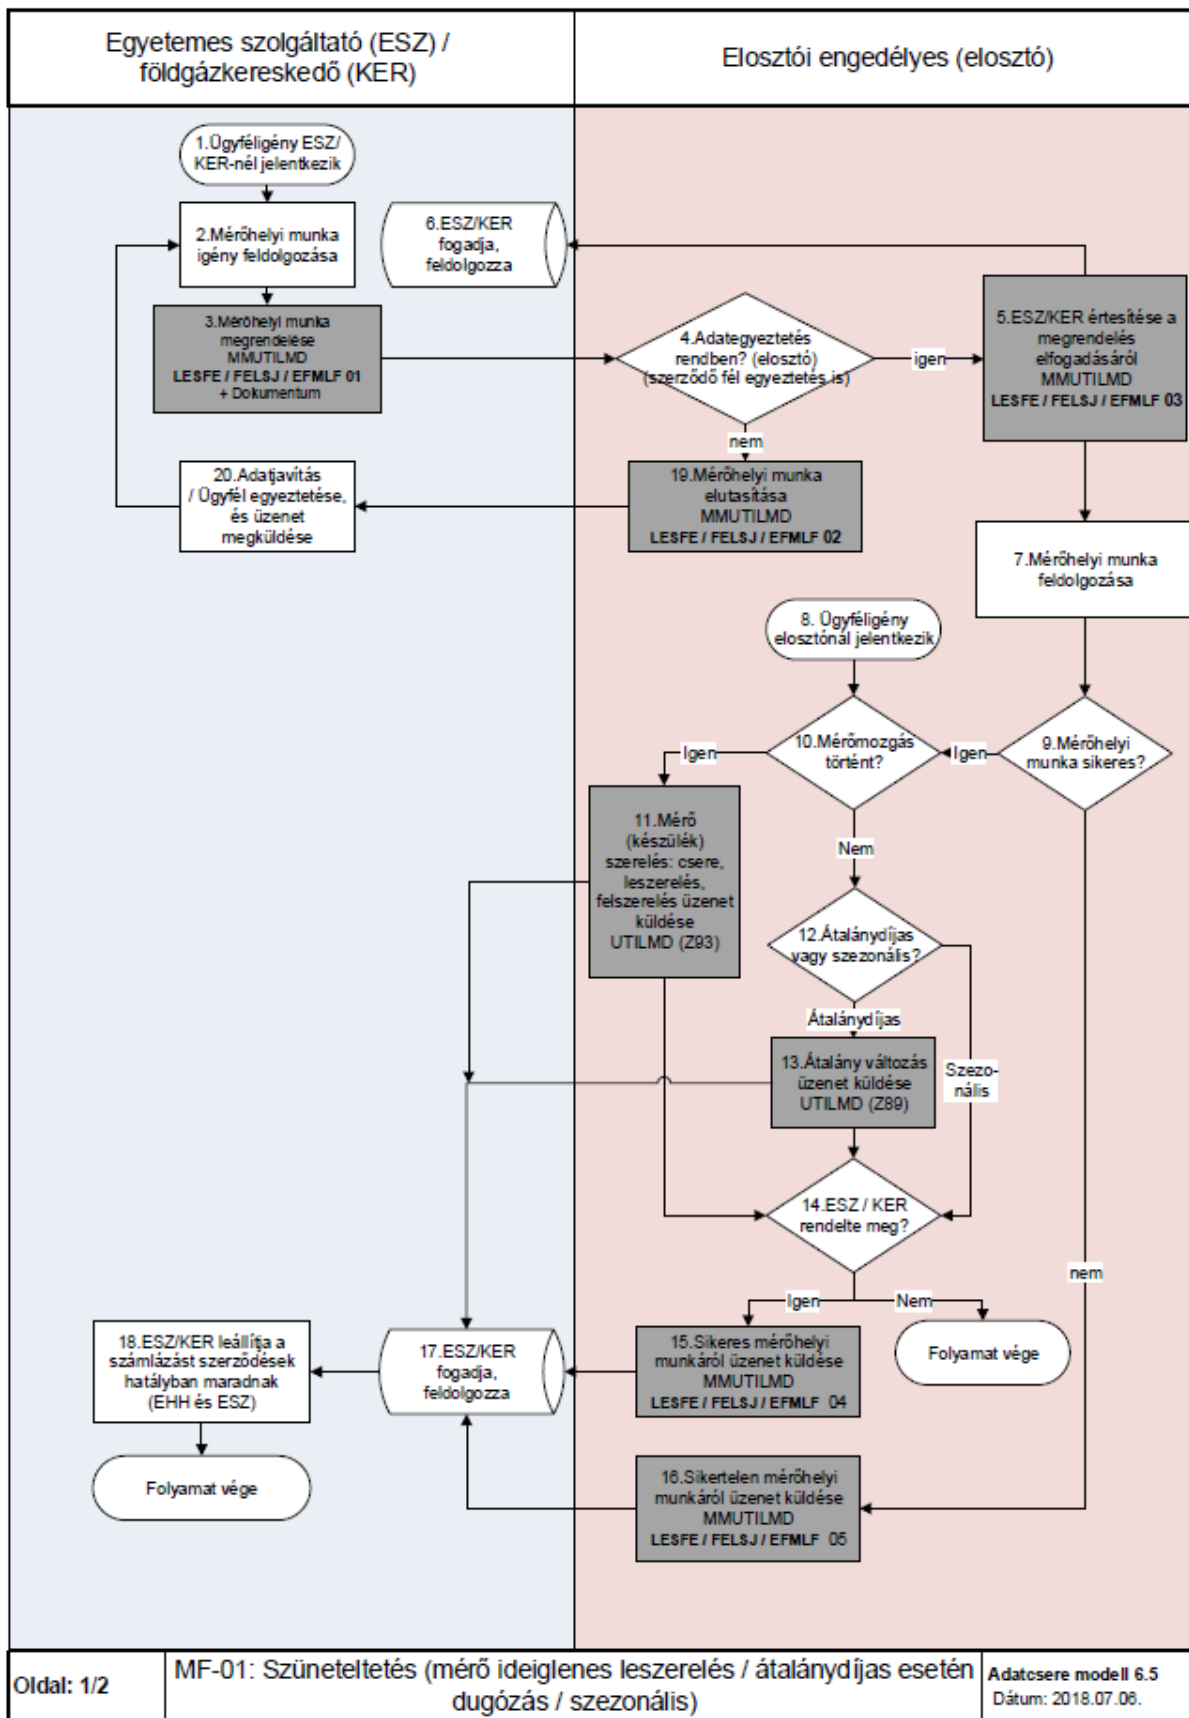 Egyetemes szolgáltató (ESZ) /
földgázkereskedő (KER)
Elosztói engedélyes (elosztó)
1.Ügyféligény ESZ/
KER-nél jelentkezik
2.Mérőhelyi munka
igény feldolgozása
3.Mérőhelyi munka
megrendelése
MMUTILMD
LESFE / FELSJ / EFMLF 01
+ Dokumentum
6.ESZ/KER
fogadja,
feldolgozza
4.Adategyeztetés
rendben? (elosztó)
(szerződő fél egyeztetés is)
igen
nem
5.ESZ/KER értesítése a
megrendelés
elfogadásáról
MMUTILMD
LESFE / FELSJ / EFMLF 03
20.Adatjavítás
/ Ügyfél egyeztetése,
és üzenet
megküldése
19.Mérőhelyi munka
elutasítása
MMUTILMD
LESFE / FELSJ / EFMLF 02
7.Mérőhelyi munka
feldolgozása
8. Ügyféligény
elosztónál jelentkezik
10.Mérőmozgás
történt?
Igen
Igen
9.Mérőhelyi
munka sikeres?
11.Mérő
(készülék)
szerelés: csere,
leszerelés,
felszerelés üzenet
küldése
UTILMD (Z93)
Nem
12.Átalánydíjas
vagy szezonális?
Átalánydíjas
Szezo-
nális
13.Átalány változás
üzenet küldése
UTILMD (Z89)
14.ESZ / KER
rendelte meg?
nem
Igen
Nem
15.Sikeres mérőhelyi
munkáról üzenet küldése
MMUTILMD
LESFE / FELSJ / EFMLF 04
Folyamat vége
17.ESZ/KER
fogadja,
feldolgozza
18.ESZ/KER leállítja a
számlázást szerződések
hatályban maradnak
(EHH és ESZ)
Folyamat vége
16.Sikertelen mérőhelyi
munkáról üzenet küldése
MMUTILMD
LESFE / FELSJ / EFMLF 05
Oldal: 1/2
MF-01: Szüneteltetés (mérő ideiglenes leszerelés / átalánydíjas esetén
dugózás / szezonális)
Adatcsere modell 6.5
Dátum: 2018.07.06.